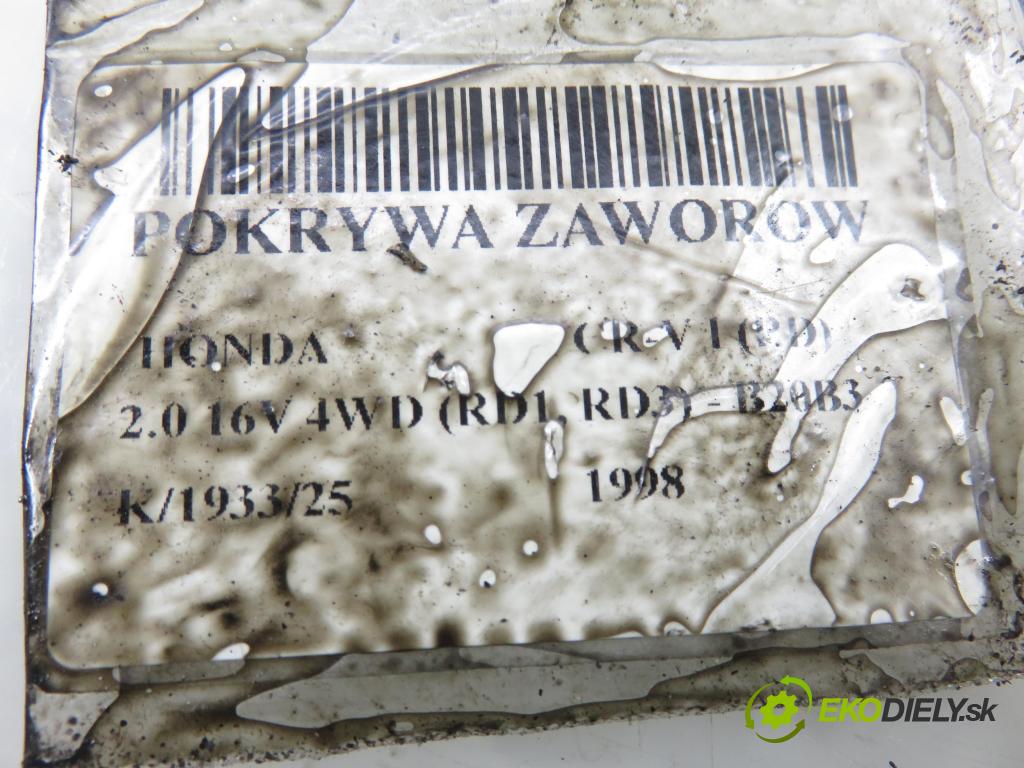 POKRYWA ZAWOROW
HONDA CR-V I (RD)
2.0 16V 4WD (RD1, RD3) - B20B3
K/1933/25 1998
EKODIELY.sk